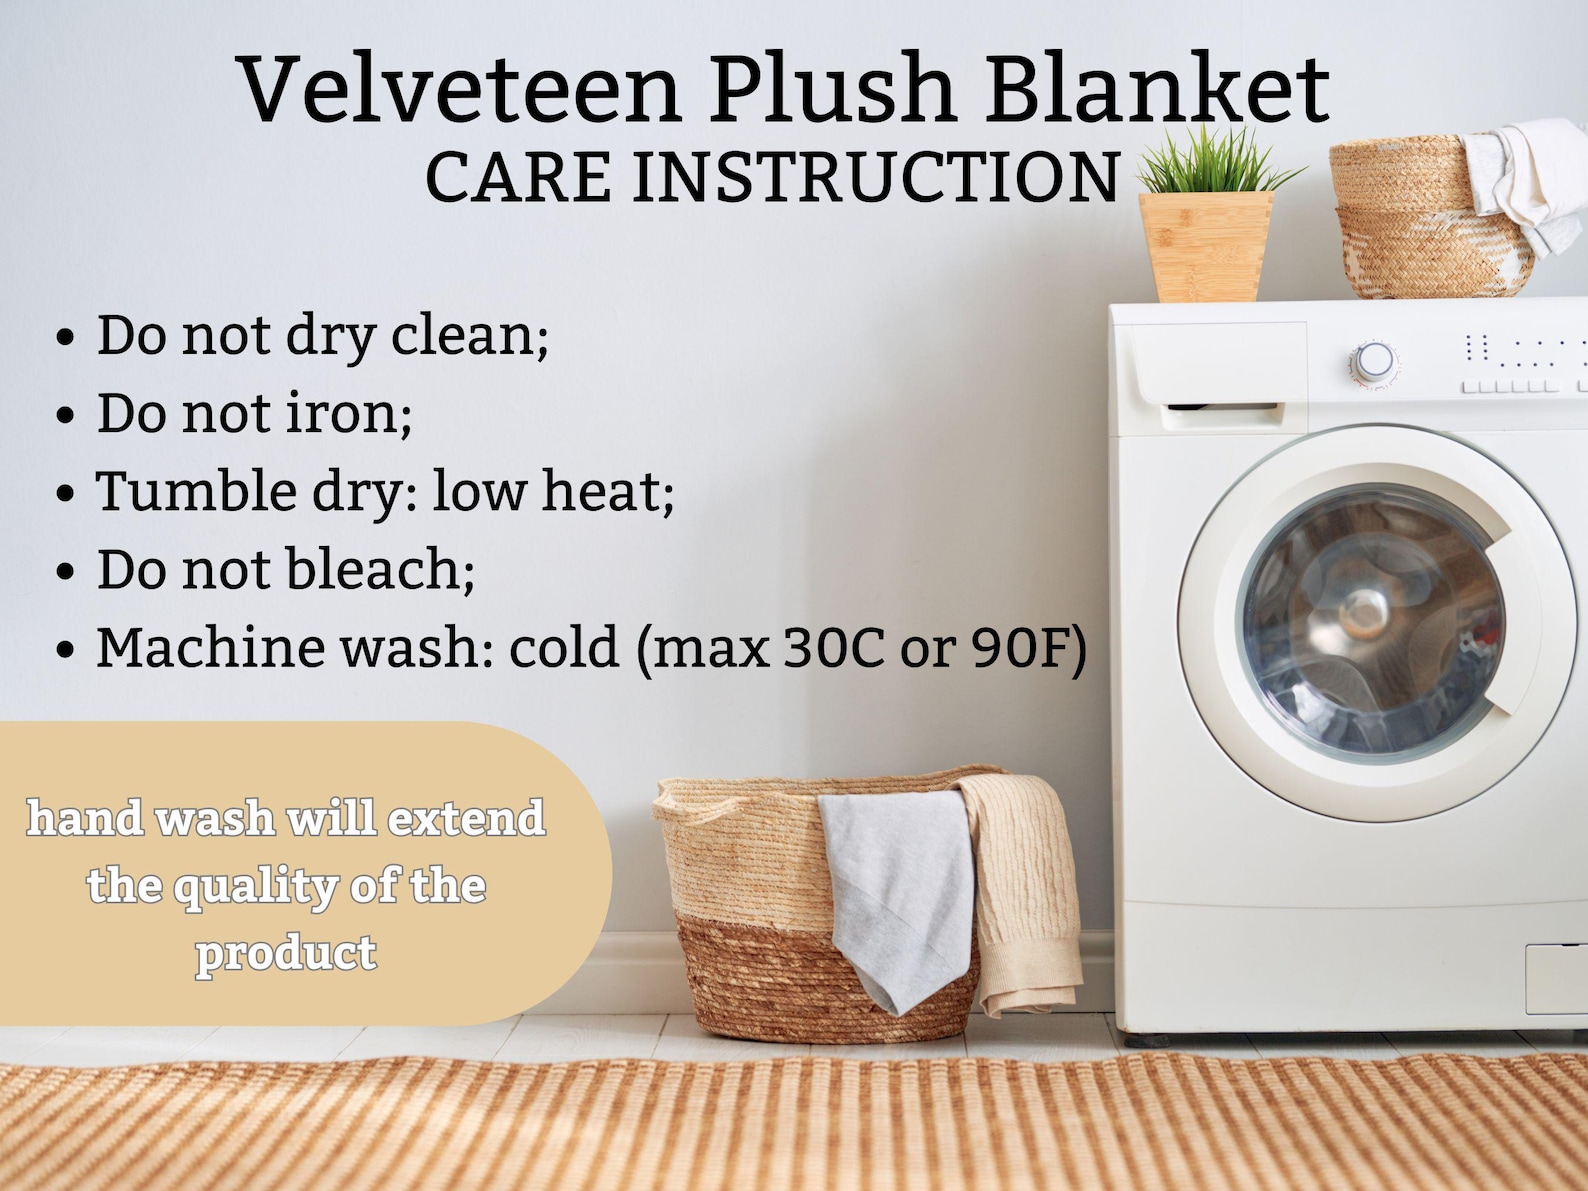 Velveteen Plush Blanket
CARE INSTRUCTION
• Do not dry clean;
• Do not iron;
• Tumble dry: low heat;
• Do not bleach;
• Machine wash: cold (max 30C or 90F)
hand wash will extend
the quality of the
product